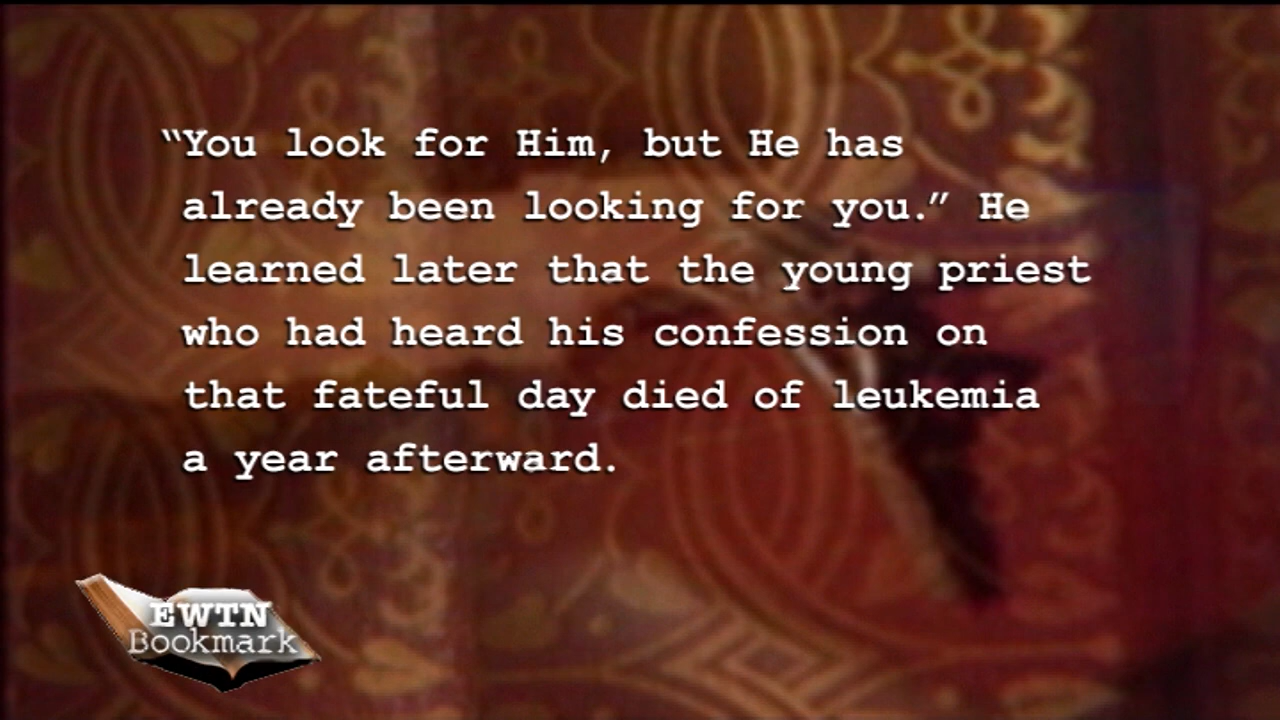 “You look for Him, but He has
already been looking for you.” He
learned later that the young priest
who had heard his confession on
that fateful day died of leukemia
a year afterward.
EWTN
Bookmark